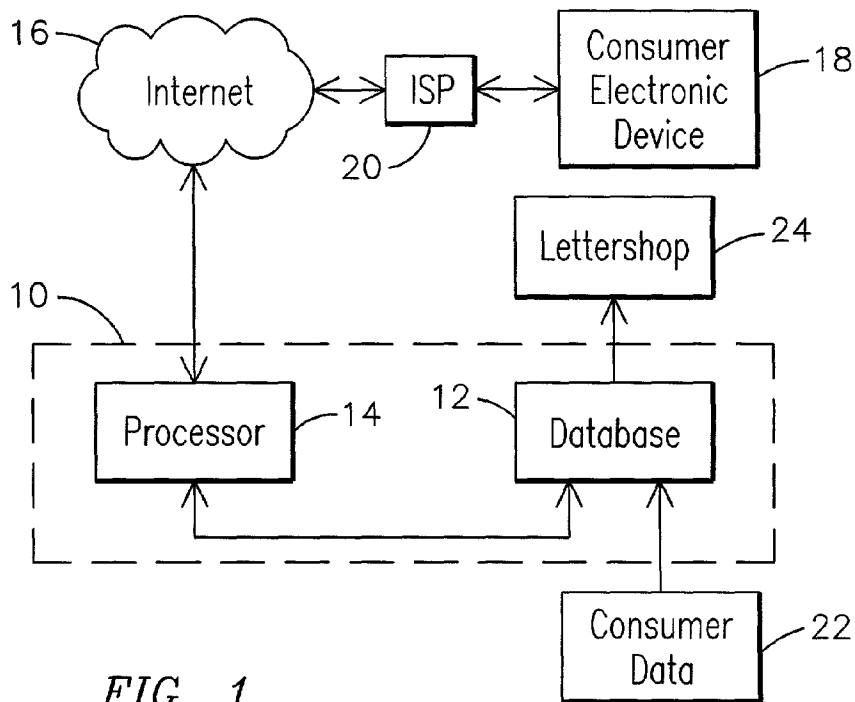 16
Internet
ISP
20
Consumer
Electronic
Device
18
Lettershop
24
10
Processor
14
12
Database
Consumer
Data
22
FIG. 1